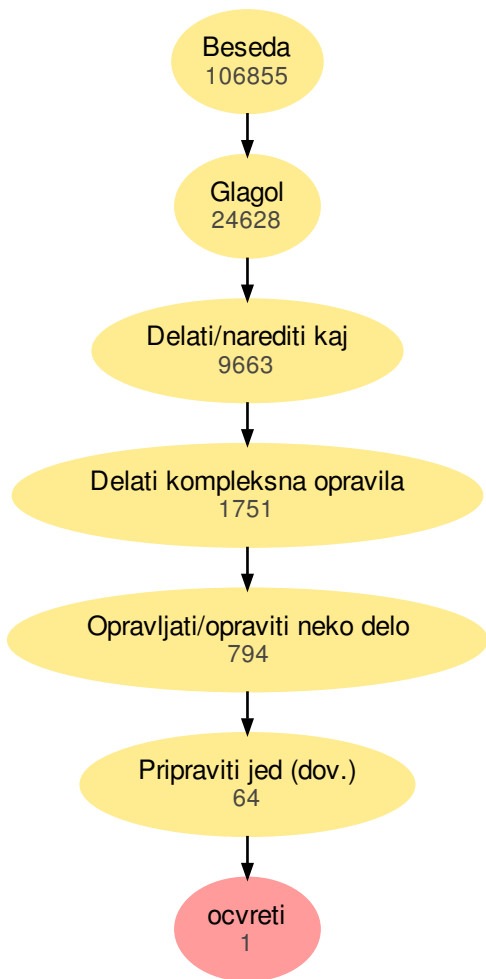 Beseda
106855
Glagol
24628
Delati/narediti kaj
9663
Delati kompleksna opravila
1751
Opravljati/opraviti neko delo
794
Pripraviti jed (dov.)
64
ocvreti
1